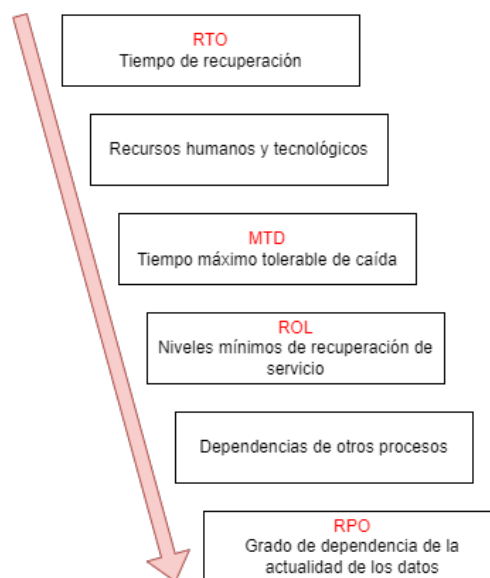 RTO
Tiempo de recuperación
Recursos humanos y tecnológicos
MTD
Tiempo máximo tolerable de caída
ROL
Niveles mínimos de recuperación de
servicio
Dependencias de otros procesos
RPO
Grado de dependencia de la
actualidad de los datos